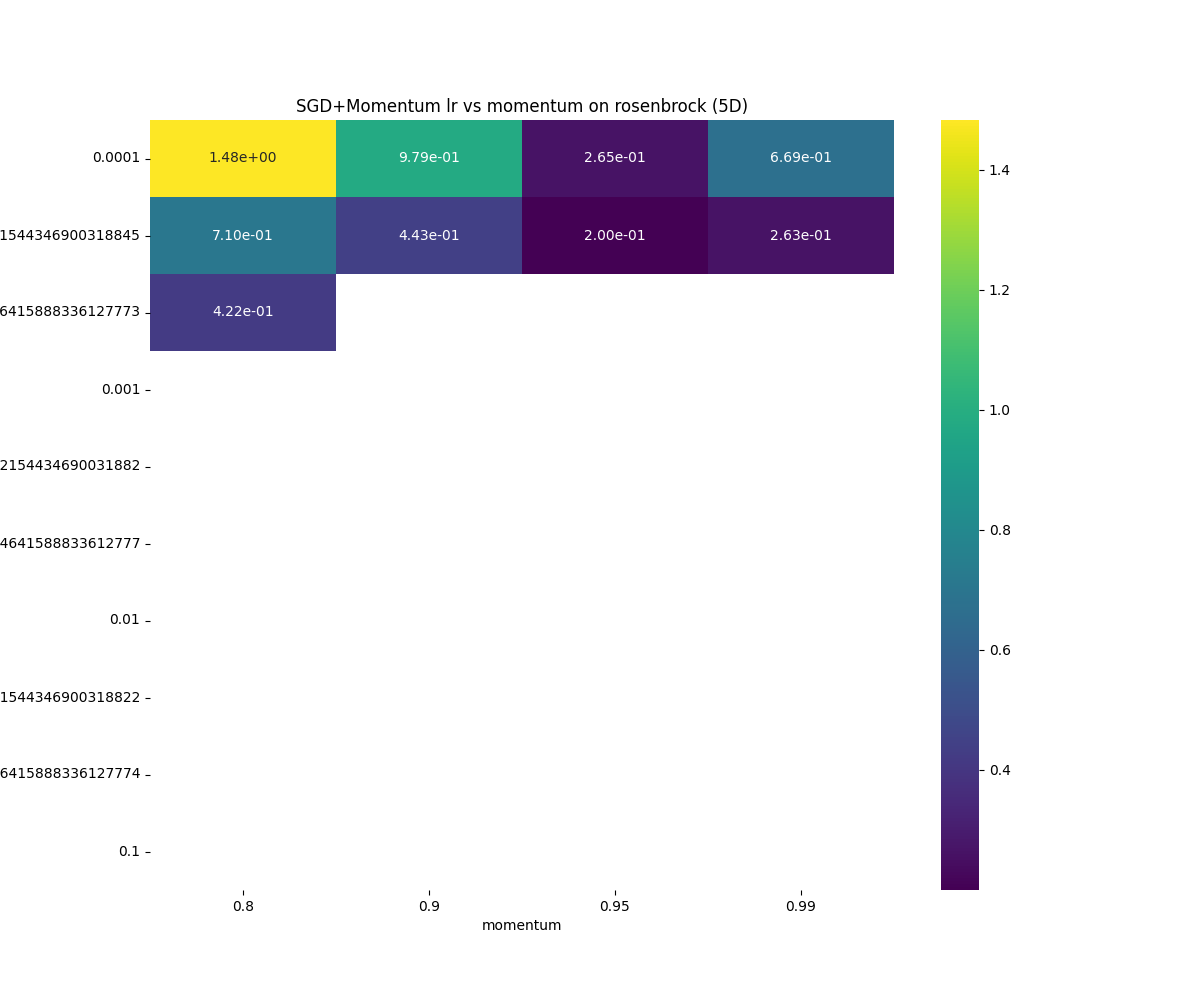 SGD+Momentum lr vs momentum on rosenbrock (5D)
0.0001
1.48e+00 9.79e-01 2.65e-01 6.69e-01
1544346900318845
7.10e-01 4.43e-01 2.00e-01 2.63e-01
6415888336127773
4.22e-01
0.001
2154434690031882
4641588833612777
0.01
1544346900318822
6415888336127774
0.1
0.8 0.9 0.95 0.99
momentum
1.4
1.2
1.0
0.8
0.6
0.4